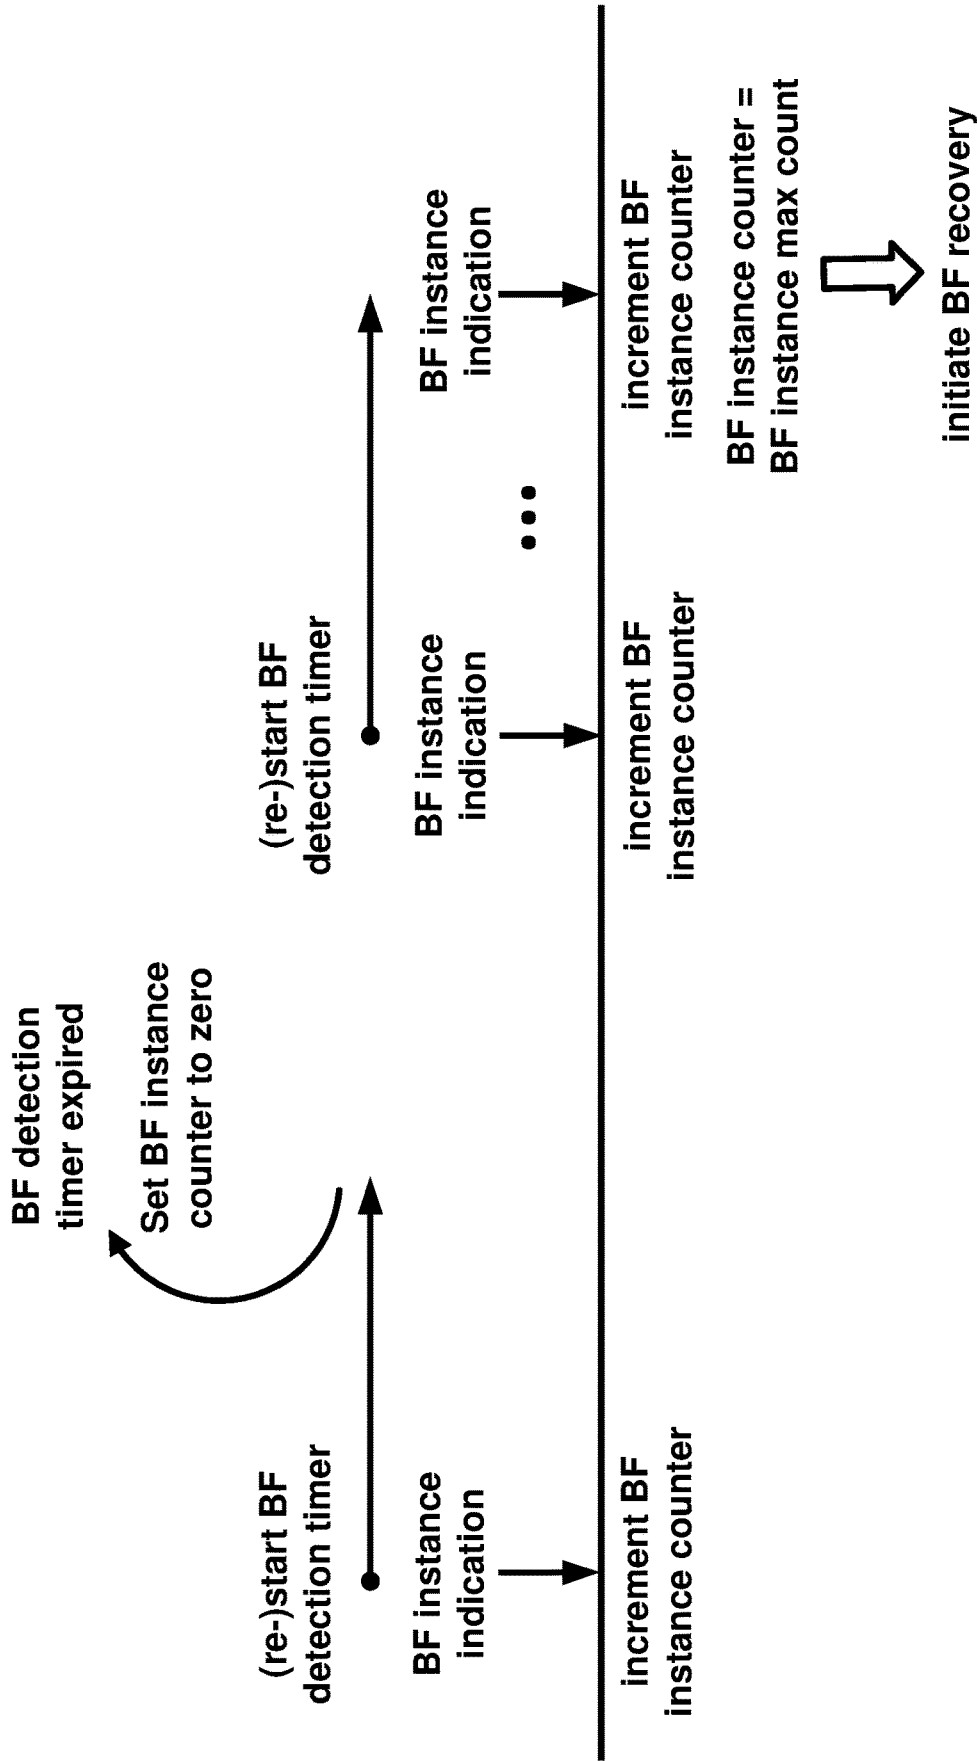 BF detection
timer expired
Set BF instance
counter to zero
(re-)start BF
detection timer
(re-)start BF
detection timer
BF instance
indication
BF instance
indication
BF instance
indication
increment BF
instance counter
increment BF
instance counter
increment BF
instance counter
BF instance counter =
BF instance max count
initiate BF recovery